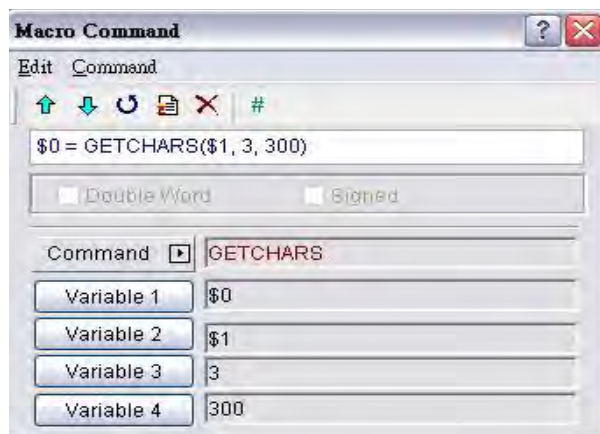 Macro Command
Edit Command
#
$0 = GETCHARS($1, 3, 300)
Double Word Signed
Command GETCHARS
Variable 1 $0
Variable 2 $1
Variable 3 3
Variable 4 300